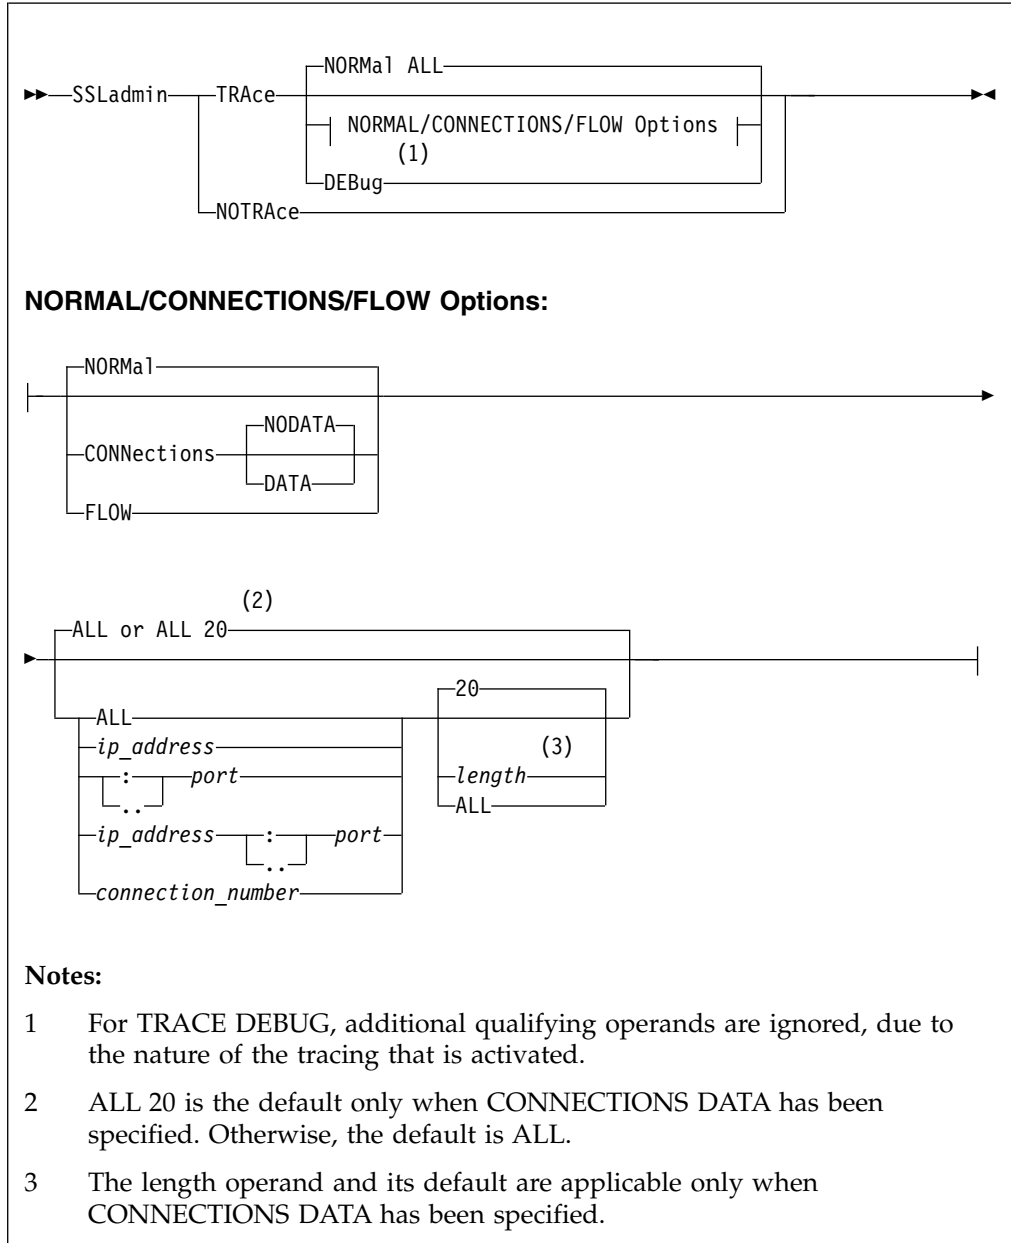 NORMal ALL
SSLadmin TRAce
NORMAL/CONNECTIONS/FLOW Options
(1)
DEBug
NOTRAce
NORMAL/CONNECTIONS/FLOW Options:
NORMal
NODATA
CONNections
DATA
FLOW
(2)
ALL or ALL 20
20
ALL
ip_address (3)
: port length
.. ALL
ip_address : port
..
connection_number
Notes:
1 For TRACE DEBUG, additional qualifying operands are ignored, due to
the nature of the tracing that is activated.
2 ALL 20 is the default only when CONNECTIONS DATA has been
specified. Otherwise, the default is ALL.
3 The length operand and its default are applicable only when
CONNECTIONS DATA has been specified.